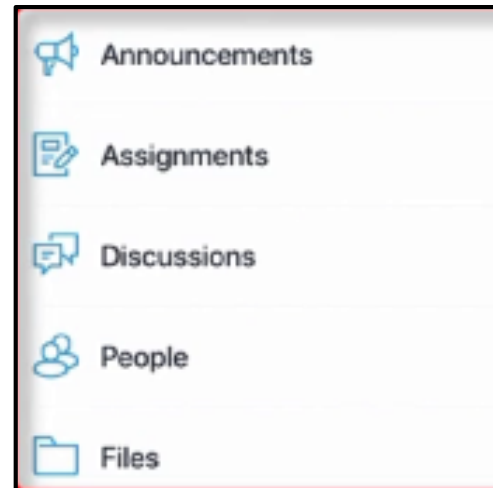 Announcements
Assignments
Discussions
People
Files